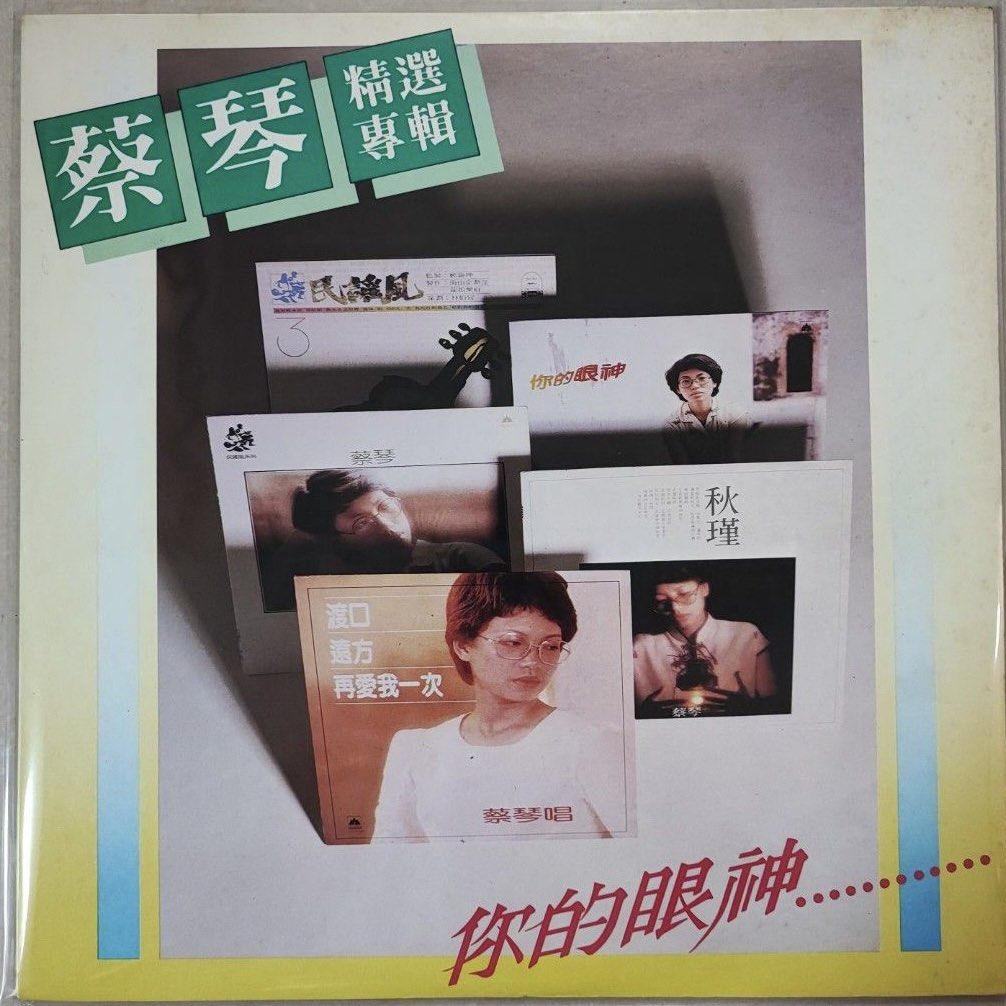 蔡琴 精選
專輯
民謠風
3
你的眼神
蔡琴
秋瑾
蔡琴
渡口
遠方
再愛我一次
蔡琴唱
你的眼神..............